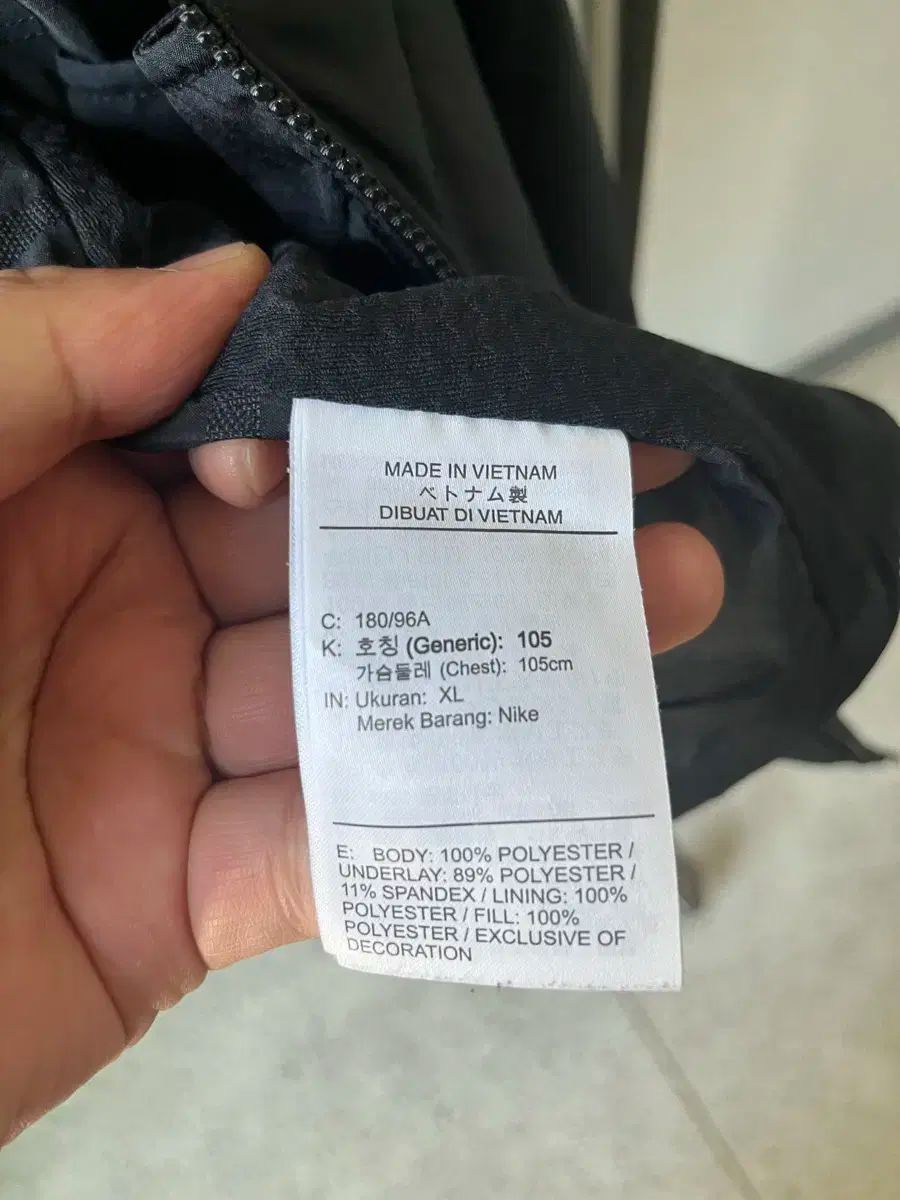 MADE IN VIETNAM
ベトナム製
DIBUAT DI VIETNAM
C: 180/96A
K: 호칭 (Generic): 105
가슴둘레 (Chest): 105cm
IN: Ukuran: XL
Merek Barang: Nike
E: BODY: 100% POLYESTER /
UNDERLAY: 89% POLYESTER /
11% SPANDEX / LINING: 100%
POLYESTER / FILL: 100%
POLYESTER / EXCLUSIVE OF
DECORATION